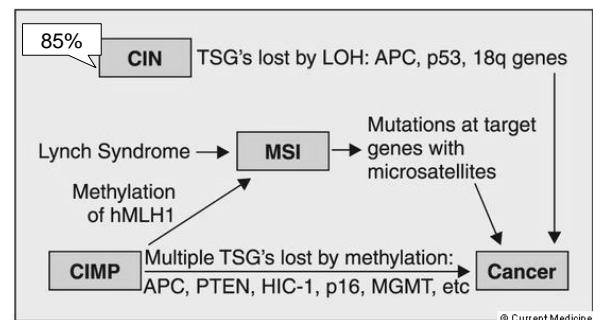 85%
CIN
TSG's lost by LOH: APC, p53, 18q genes
Lynch Syndrome
MSI
Mutations at target
genes with
microsatellites
Methylation
of hMLH1
CIMP
Multiple TSG's lost by methylation:
APC, PTEN, HIC-1, p16, MGMT, etc
Cancer
© Current Medicine